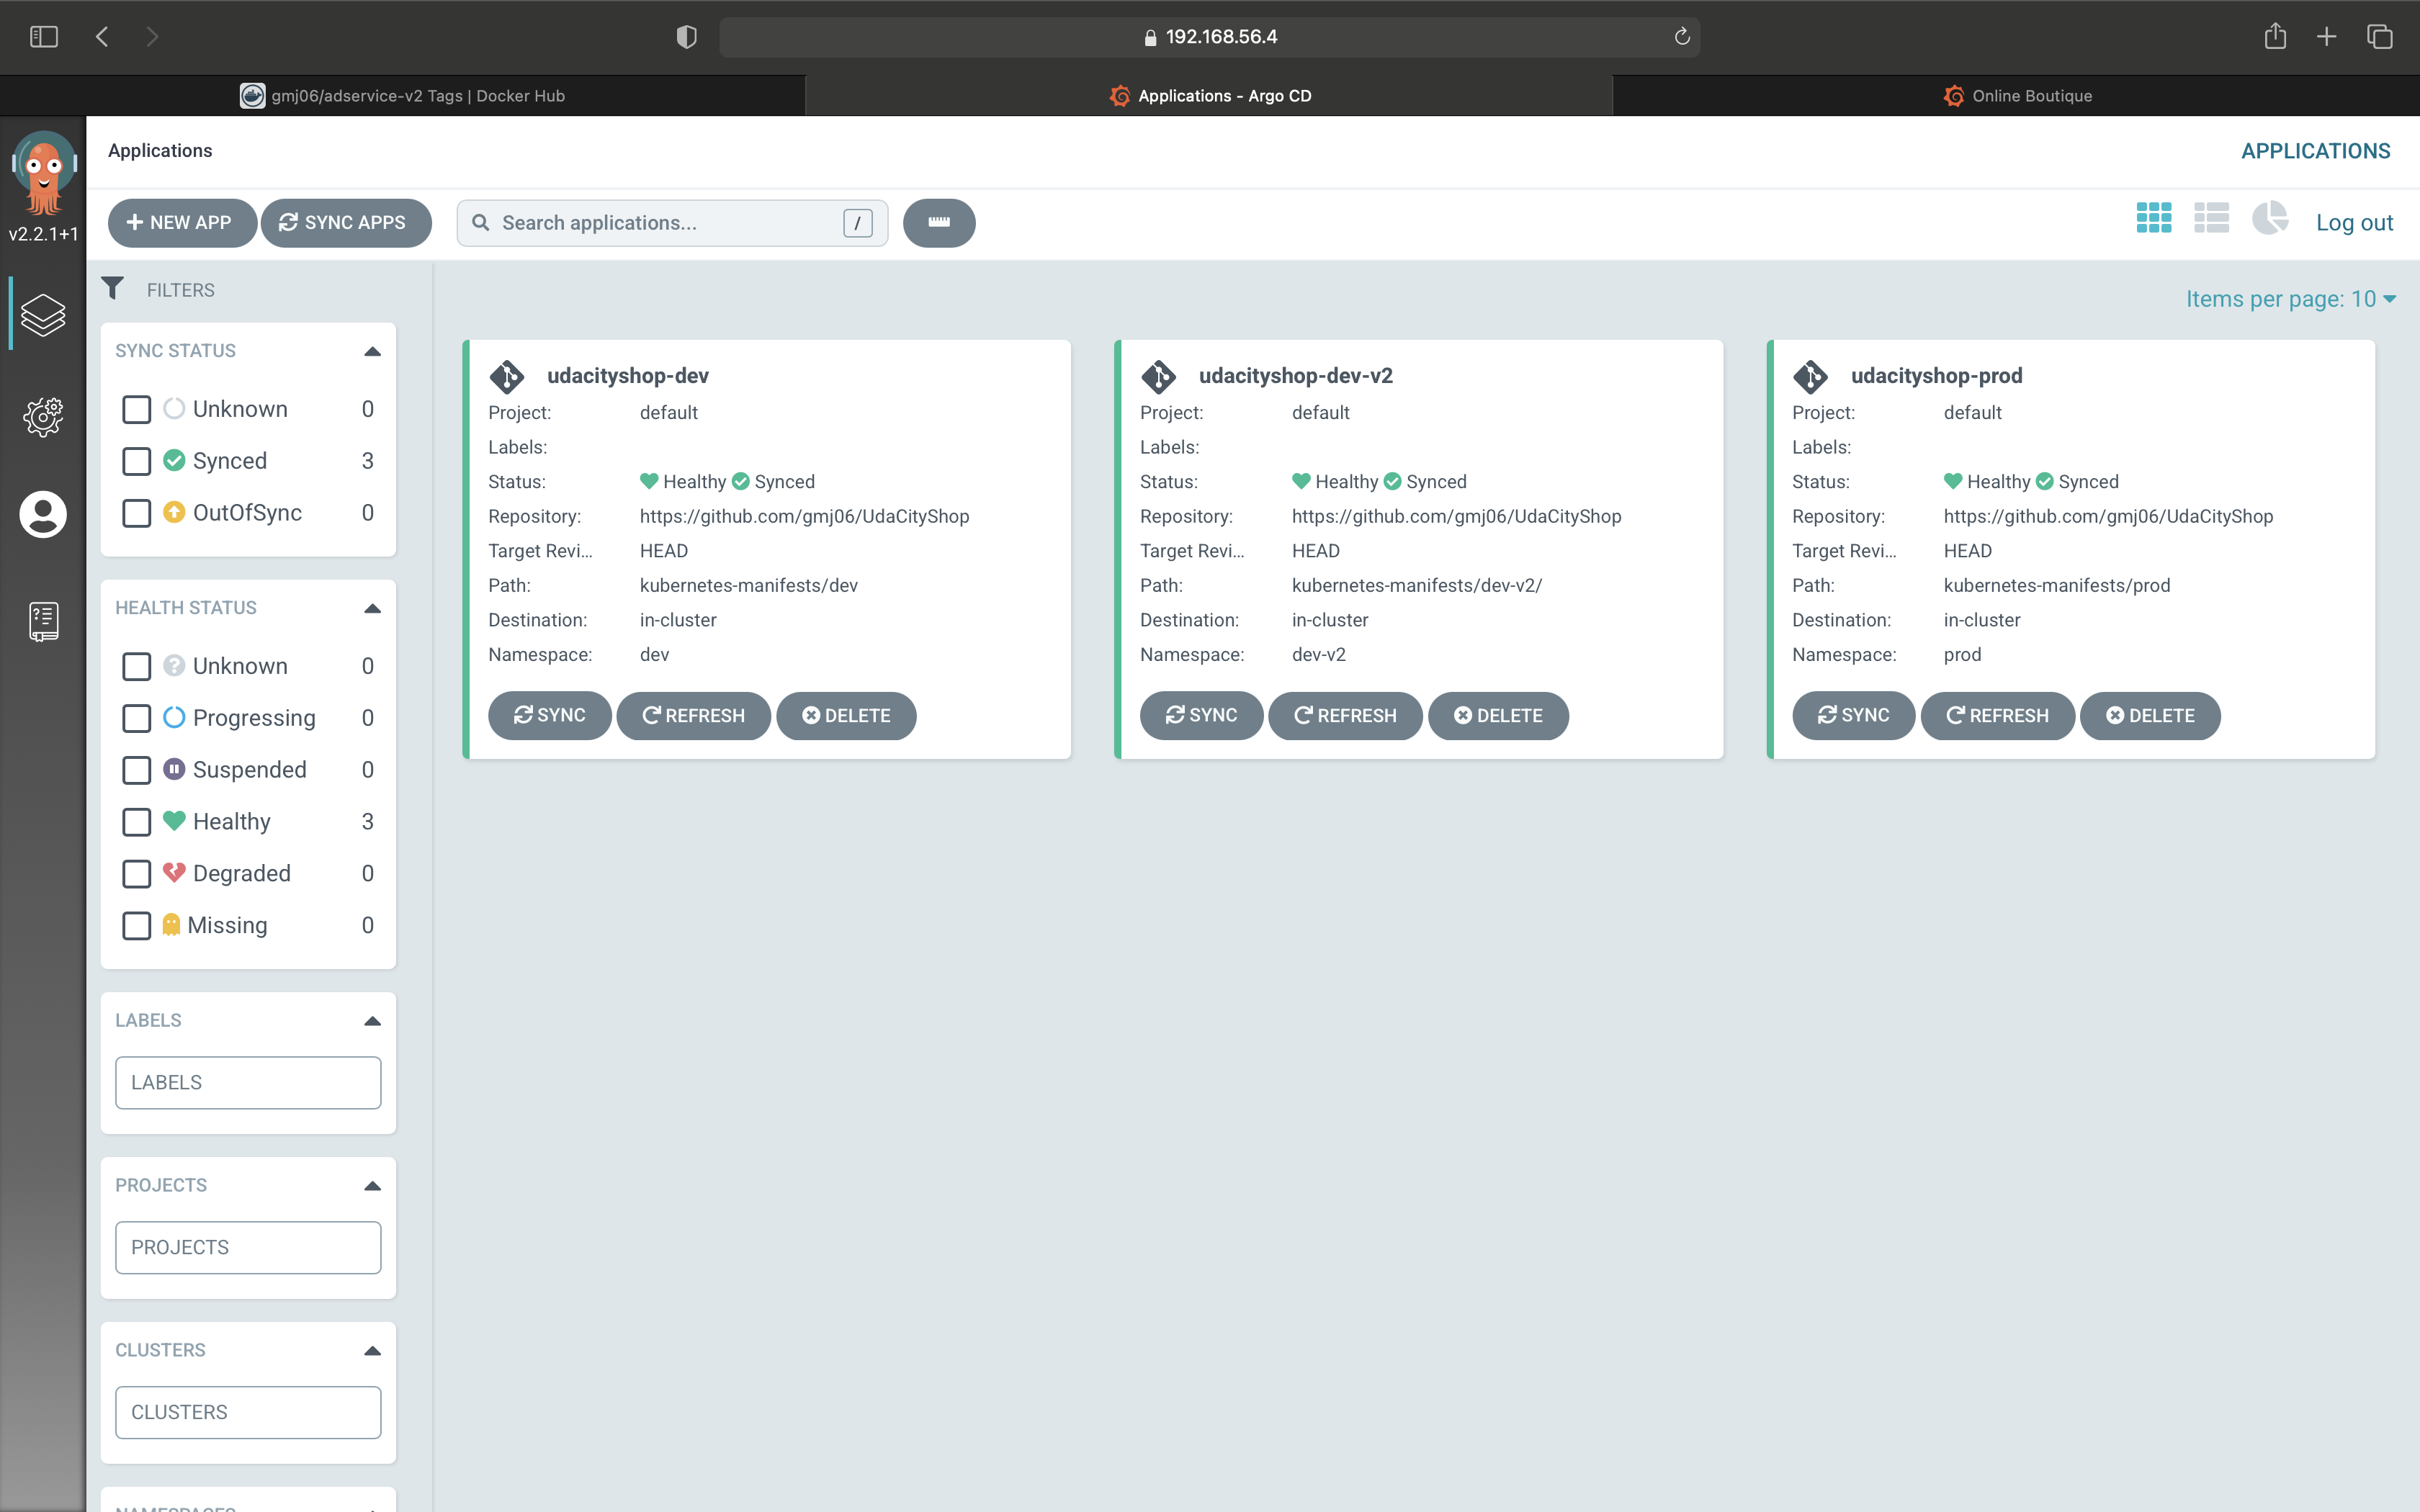 192.168.56.4
gmj06/adservice-v2 Tags | Docker Hub
Applications - Argo CD
Online Boutique
v2.2.1+1
Applications
APPLICATIONS
NEW APP
SYNC APPS
Search applications...
/
Log out
FILTERS
Items per page: 10
SYNC STATUS
Unknown 0
Synced 3
OutOfSync 0
HEALTH STATUS
Unknown 0
Progressing 0
Suspended 0
Healthy 3
Degraded 0
Missing 0
LABELS
LABELS
PROJECTS
PROJECTS
CLUSTERS
CLUSTERS
NAMESPACES
udacityshop-dev
Project: default
Labels:
Status: Healthy Synced
Repository: https://github.com/gmj06/UdaCityShop
Target Revi... HEAD
Path: kubernetes-manifests/dev
Destination: in-cluster
Namespace: dev
SYNC REFRESH DELETE
udacityshop-dev-v2
Project: default
Labels:
Status: Healthy Synced
Repository: https://github.com/gmj06/UdaCityShop
Target Revi... HEAD
Path: kubernetes-manifests/dev-v2/
Destination: in-cluster
Namespace: dev-v2
SYNC REFRESH DELETE
udacityshop-prod
Project: default
Labels:
Status: Healthy Synced
Repository: https://github.com/gmj06/UdaCityShop
Target Revi... HEAD
Path: kubernetes-manifests/prod
Destination: in-cluster
Namespace: prod
SYNC REFRESH DELETE